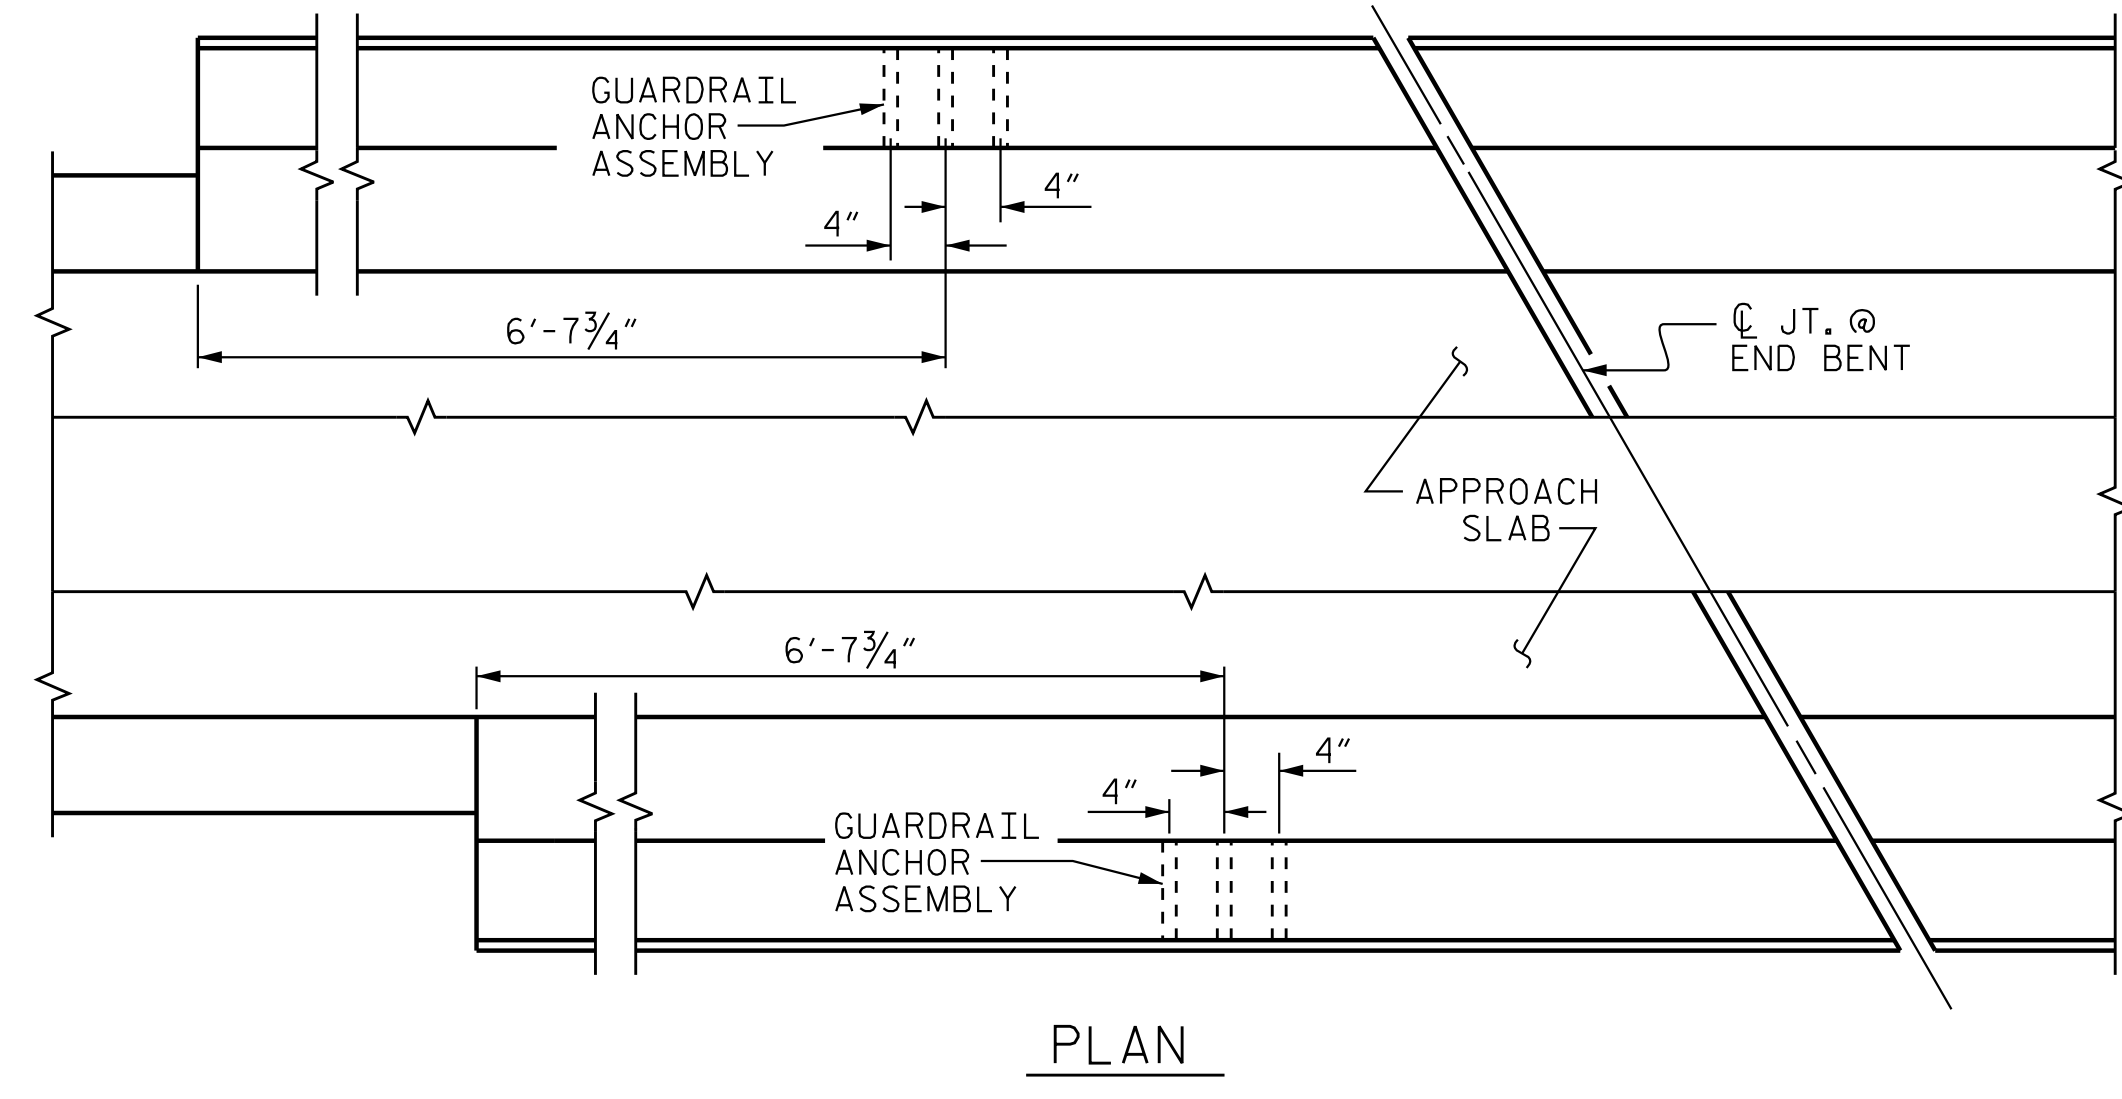 GUARDRAIL
ANCHOR
ASSEMBLY
4"
4"
6'-7¾"
℄ JT. @
END BENT
APPROACH
SLAB
6'-7¾"
4"
4"
GUARDRAIL
ANCHOR
ASSEMBLY
PLAN